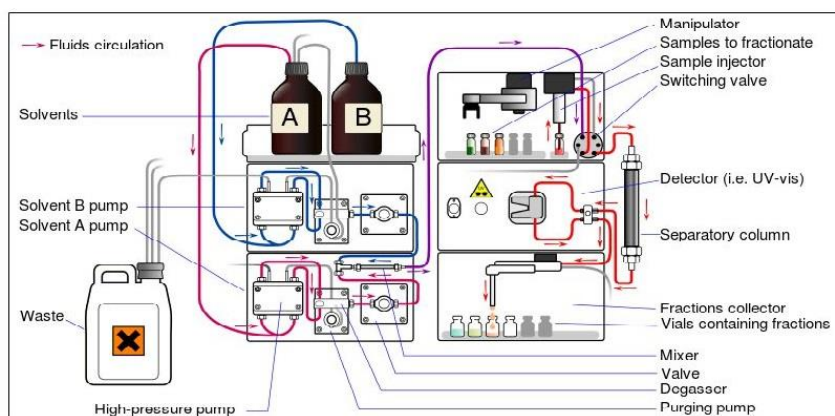 Fluids circulation
Solvents
A
B
Solvent B pump
Solvent A pump
Waste
High-pressure pump
Manipulator
Samples to fractionate
Sample injector
Switching valve
Detector (i.e. UV-vis)
Separatory column
Fractions collector
Vials containing fractions
Mixer
Valve
Degasser
Purging pump